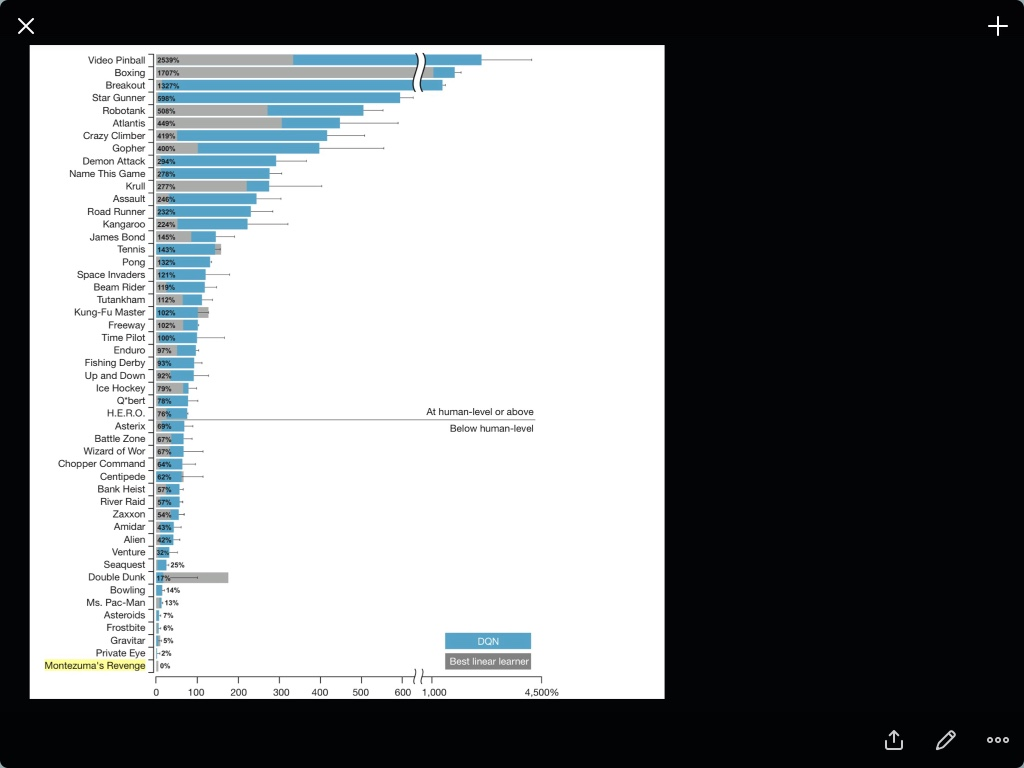 Video Pinball 2539%
Boxing 1707%
Breakout 1327%
Star Gunner 598%
Robotank 508%
Atlantis 449%
Crazy Climber 419%
Gopher 400%
Demon Attack 294%
Name This Game 278%
Krull 277%
Assault 246%
Road Runner 232%
Kangaroo 224%
James Bond 145%
Tennis 143%
Pong 132%
Space Invaders 121%
Beam Rider 119%
Tutankham 112%
Kung-Fu Master 102%
Freeway 102%
Time Pilot 100%
Enduro 97%
Fishing Derby 93%
Up and Down 92%
Ice Hockey 79%
Q*bert 78%
H.E.R.O. 76%
At human-level or above
Asterix 69%
Below human-level
Battle Zone 67%
Wizard of Wor 67%
Chopper Command 64%
Centipede 62%
Bank Heist 57%
River Raid 57%
Zaxxon 54%
Amidar 43%
Alien 42%
Venture 32%
Seaquest 25%
Double Dunk 17%
Bowling 14%
Ms. Pac-Man 13%
Asteroids 7%
Frostbite 6%
Gravitar 5%
Private Eye 2%
Montezuma's Revenge 0%
DQN
Best linear learner
0 100 200 300 400 500 600 1,000 4,500%